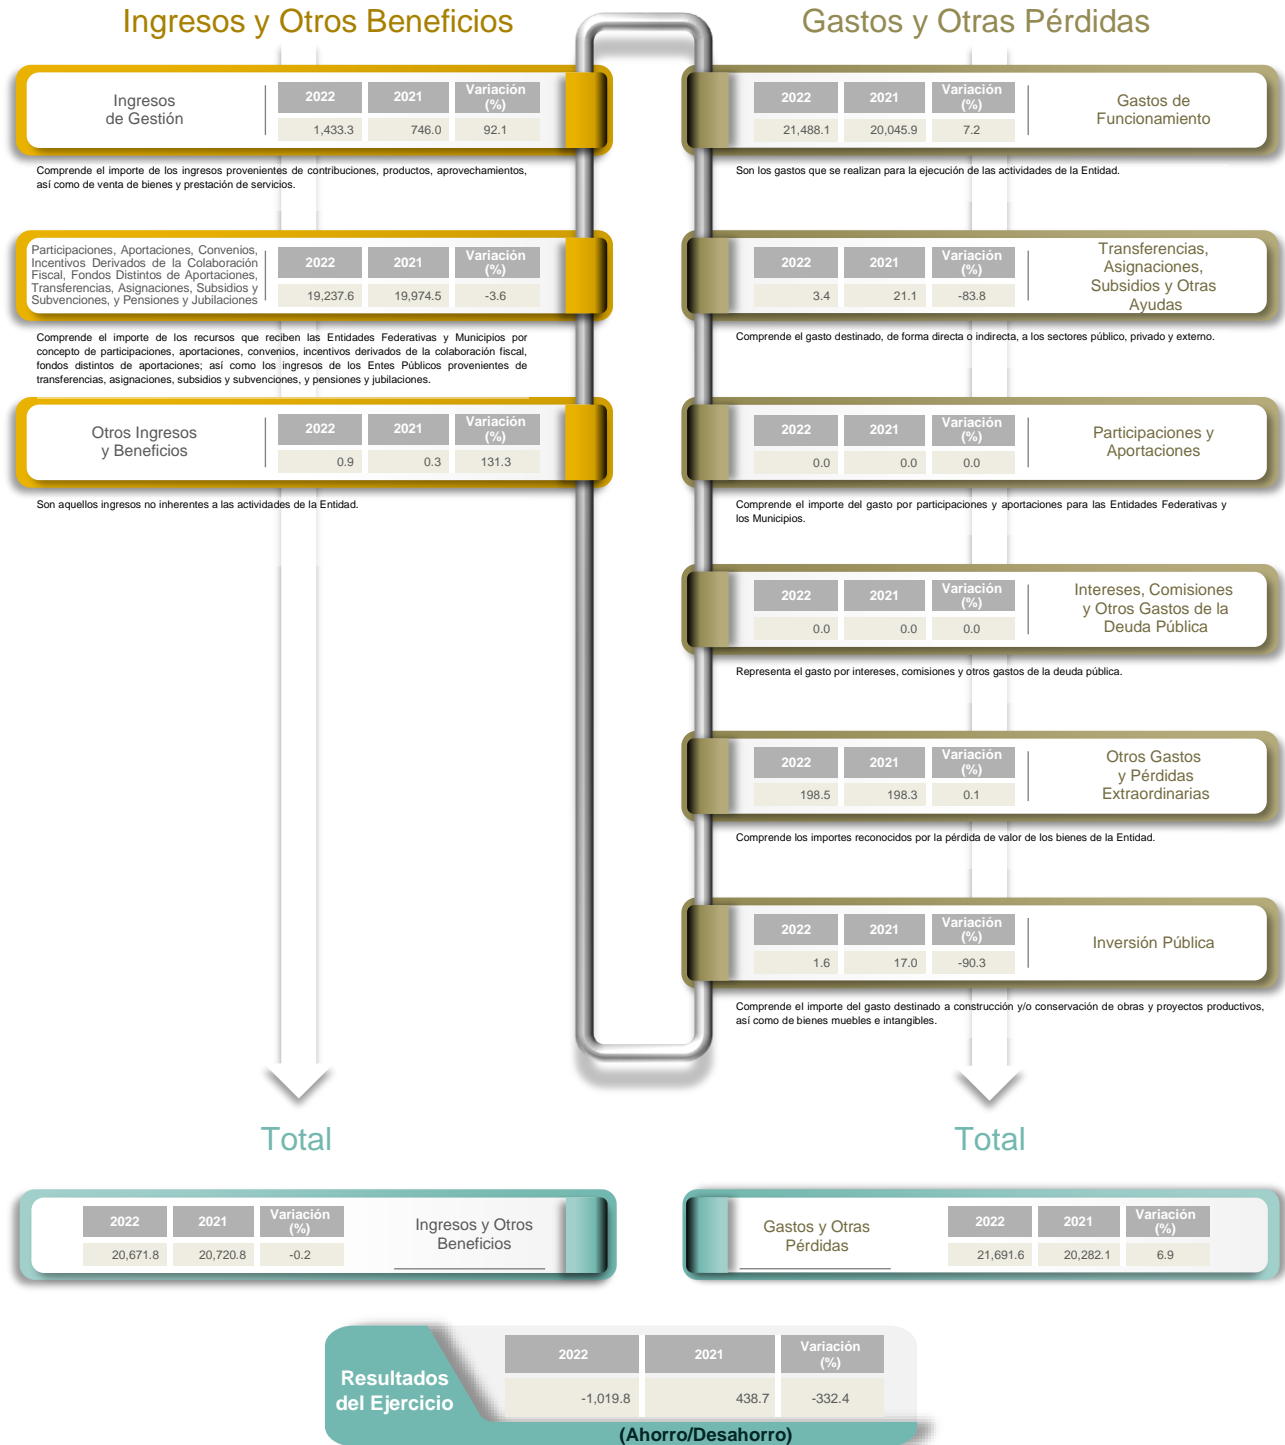 Ingresos y Otros Beneficios
Ingresos
de Gestión
2022 2021 Variación
(%)
1,433.3 746.0 92.1
Comprende el importe de los ingresos provenientes de contribuciones, productos, aprovechamientos,
así como de venta de bienes y prestación de servicios.
Participaciones, Aportaciones, Convenios,
Incentivos Derivados de la Colaboración
Fiscal, Fondos Distintos de Aportaciones,
Transferencias, Asignaciones, Subsidios y
Subvenciones, y Pensiones y Jubilaciones
2022 2021 Variación
(%)
19,237.6 19,974.5 -3.6
Comprende el importe de los recursos que reciben las Entidades Federativas y Municipios por
concepto de participaciones, aportaciones, convenios, incentivos derivados de la colaboración fiscal,
fondos distintos de aportaciones; así como los ingresos de los Entes Públicos provenientes de
transferencias, asignaciones, subsidios y subvenciones, y pensiones y jubilaciones.
Otros Ingresos
y Beneficios
2022 2021 Variación
(%)
0.9 0.3 131.3
Son aquellos ingresos no inherentes a las actividades de la Entidad.
Gastos y Otras Pérdidas
2022 2021 Variación
(%)
21,488.1 20,045.9 7.2
Gastos de
Funcionamiento
Son los gastos que se realizan para la ejecución de las actividades de la Entidad.
2022 2021 Variación
(%)
3.4 21.1 -83.8
Transferencias,
Asignaciones,
Subsidios y Otras
Ayudas
Comprende el gasto destinado, de forma directa o indirecta, a los sectores público, privado y externo.
2022 2021 Variación
(%)
0.0 0.0 0.0
Participaciones y
Aportaciones
Comprende el importe del gasto por participaciones y aportaciones para las Entidades Federativas y
los Municipios.
2022 2021 Variación
(%)
0.0 0.0 0.0
Intereses, Comisiones
y Otros Gastos de la
Deuda Pública
Representa el gasto por intereses, comisiones y otros gastos de la deuda pública.
2022 2021 Variación
(%)
198.5 198.3 0.1
Otros Gastos
y Pérdidas
Extraordinarias
Comprende los importes reconocidos por la pérdida de valor de los bienes de la Entidad.
2022 2021 Variación
(%)
1.6 17.0 -90.3
Inversión Pública
Comprende el importe del gasto destinado a construcción y/o conservación de obras y proyectos productivos,
así como de bienes muebles e intangibles.
Total
2022 2021 Variación
(%)
20,671.8 20,720.8 -0.2
Ingresos y Otros
Beneficios
Total
Gastos y Otras
Pérdidas
2022 2021 Variación
(%)
21,691.6 20,282.1 6.9
Resultados
del Ejercicio
2022 2021 Variación
(%)
-1,019.8 438.7 -332.4
(Ahorro/Desahorro)